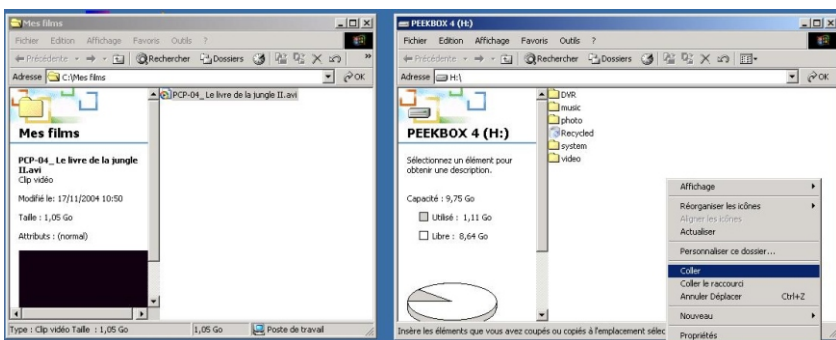 Mes films
Fichier Edition Affichage Favoris Outils ?
Précédente Rechercher Dossiers »
Adresse C:\Mes films OK
Mes films
PCP-04_ Le livre de la jungle
II.avi
Clip vidéo
Modifié le: 17/11/2004 10:50
Taille : 1,05 Go
Attributs : (normal)
PCP-04_ Le livre de la jungle II.avi
Type : Clip vidéo Taille : 1,05 Go 1,05 Go Poste de travail
PEEKBOX 4 (H:)
Fichier Edition Affichage Favoris Outils ?
Précédente Rechercher Dossiers
Adresse H:\ OK
PEEKBOX 4 (H:)
Sélectionnez un élément pour
obtenir une description.
Capacité : 9,75 Go
Utilisé : 1,11 Go
Libre : 8,64 Go
DVR
music
photo
Recycled
system
video
Affichage
Réorganiser les icônes
Aligner les icônes
Actualiser
Personnaliser ce dossier...
Coller
Coller le raccourci
Annuler Déplacer Ctrl+Z
Nouveau
Propriétés
Insère les éléments que vous avez coupés ou copiés à l'emplacement sélec